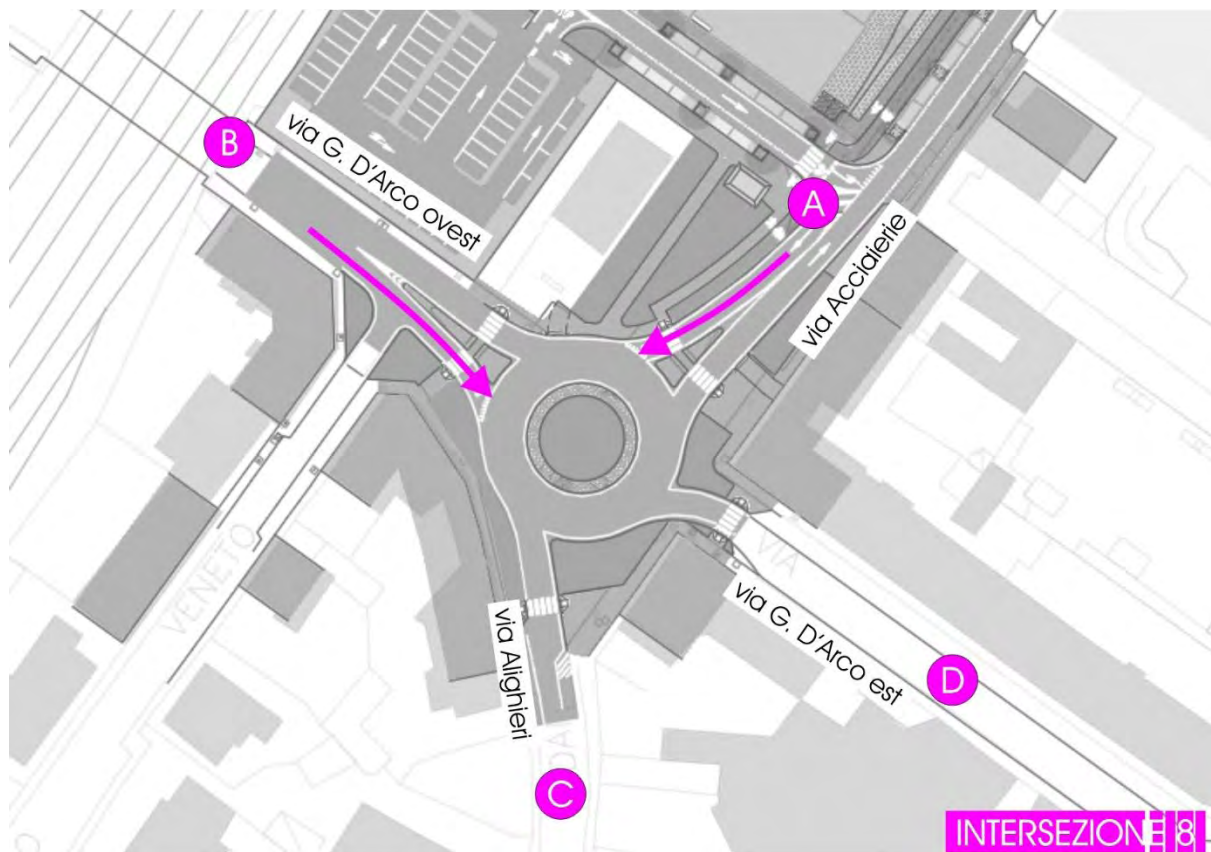 B
via G. D'Arco ovest
A
via Acciaierie
VENETO
VIA
via Alighieri
via G. D'Arco est
D
C
INTERSEZIONE 8